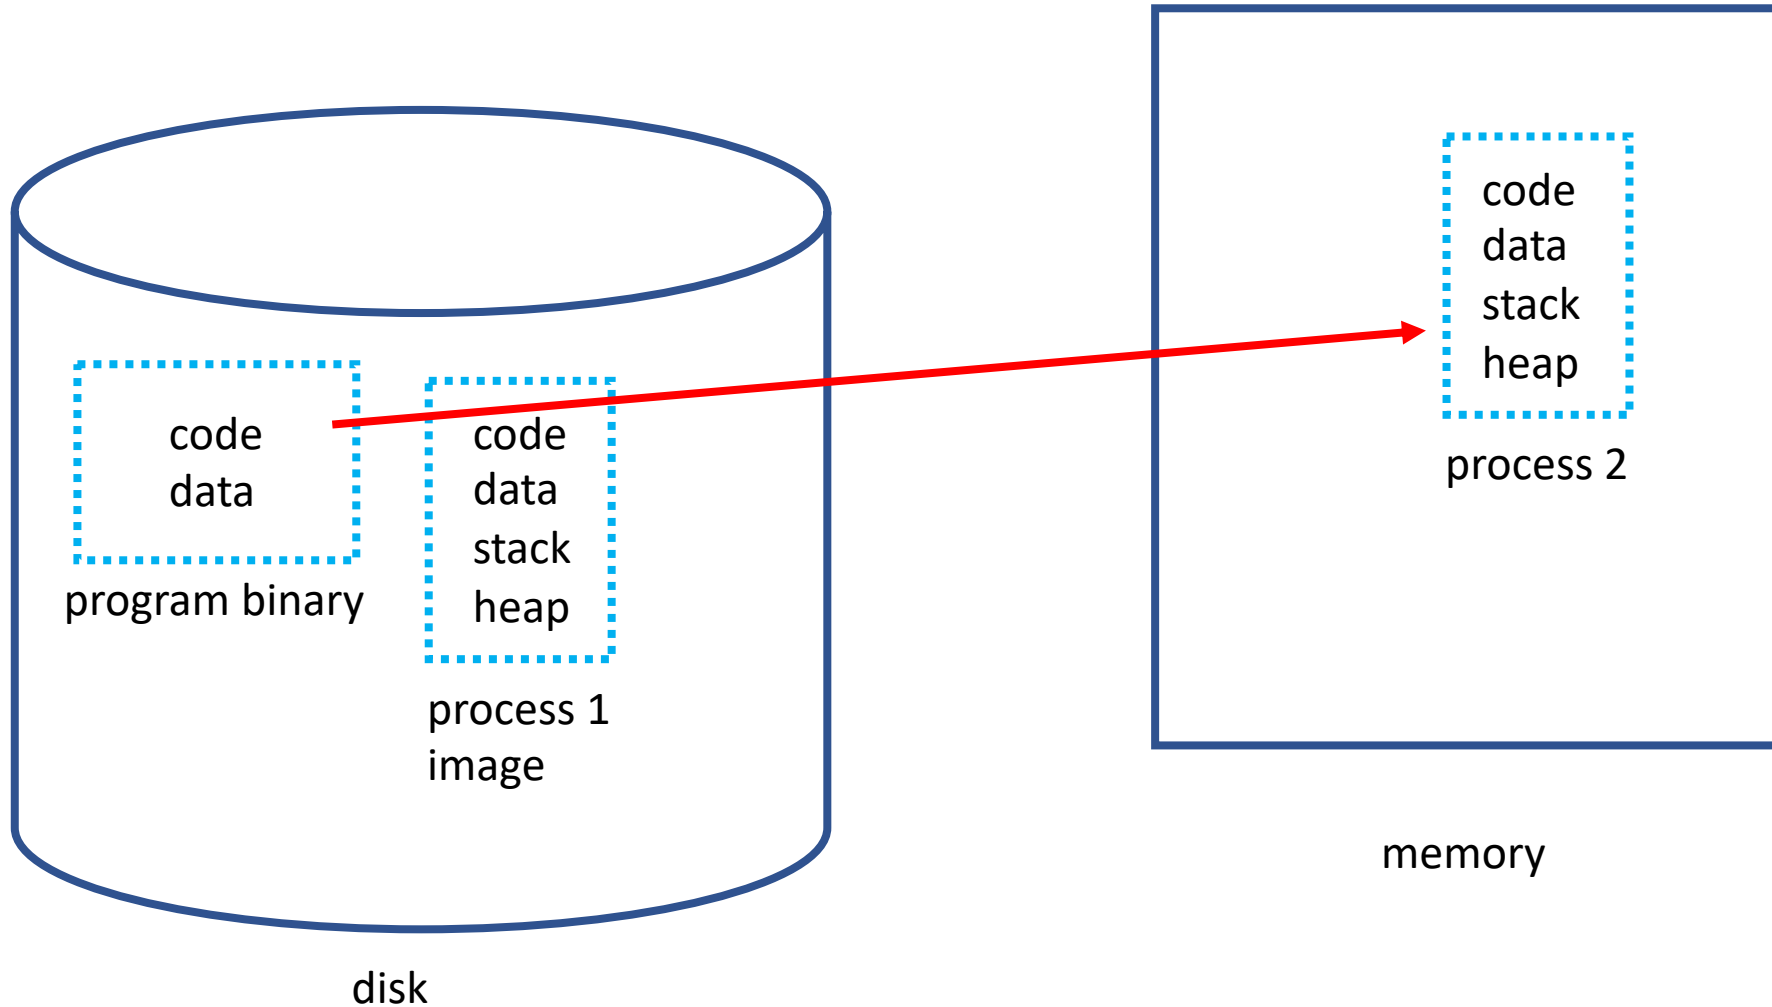 code
data
program binary
code
data
stack
heap
process 1
image
disk
code
data
stack
heap
process 2
memory